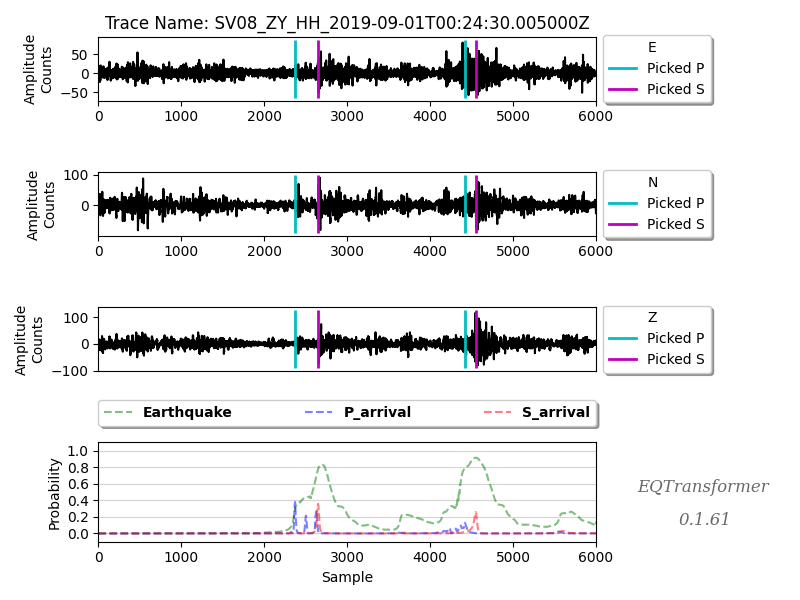 Trace Name: SV08_ZY_HH_2019-09-01T00:24:30.005000Z
Amplitude
Counts
50
0
−50
0 1000 2000 3000 4000 5000 6000
E
Picked P
Picked S
Amplitude
Counts
100
0
0 1000 2000 3000 4000 5000 6000
N
Picked P
Picked S
Amplitude
Counts
100
0
−100
0 1000 2000 3000 4000 5000 6000
Z
Picked P
Picked S
Earthquake P_arrival S_arrival
Probability
1.0
0.8
0.6
0.4
0.2
0.0
0 1000 2000 3000 4000 5000 6000
Sample
EQTransformer
0.1.61